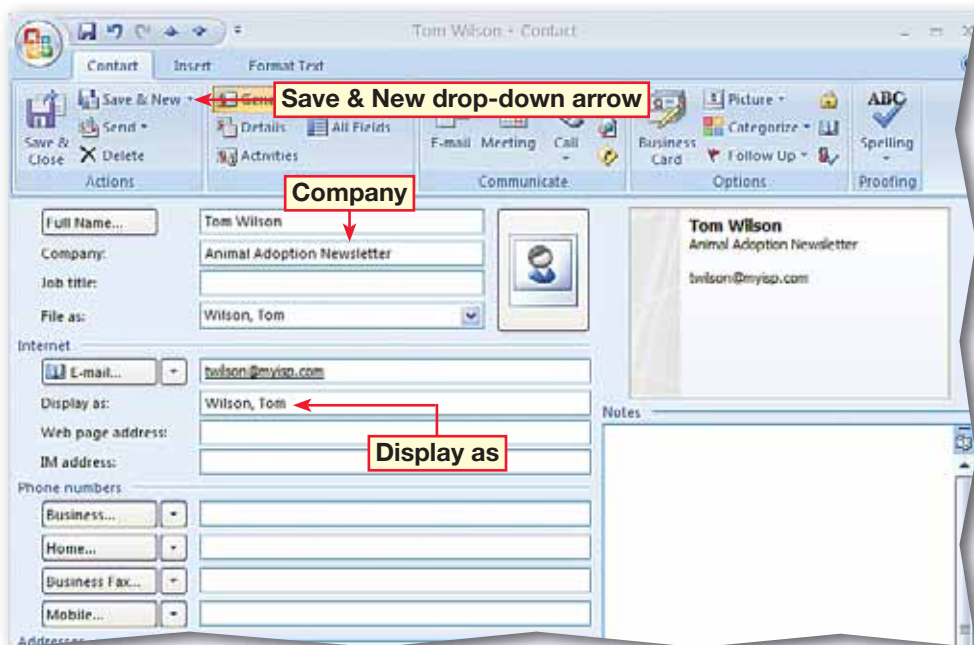 Tom Wilson - Contact
Contact Insert Format Text
Save & Close
Save & New
Send
Delete
Actions
Save & New drop-down arrow
Details
All Fields
Activities
E-mail Meeting Call
Communicate
Business Card
Picture
Categorize
Follow Up
Options
ABC
Spelling
Proofing
Company
Full Name... Tom Wilson
Company: Animal Adoption Newsletter
Job title:
File as: Wilson, Tom
Internet
E-mail... twilson@myisp.com
Display as: Wilson, Tom
Display as
Web page address:
IM address:
Phone numbers
Business...
Home...
Business Fax...
Mobile...
Addresses
Tom Wilson
Animal Adoption Newsletter
twilson@myisp.com
Notes